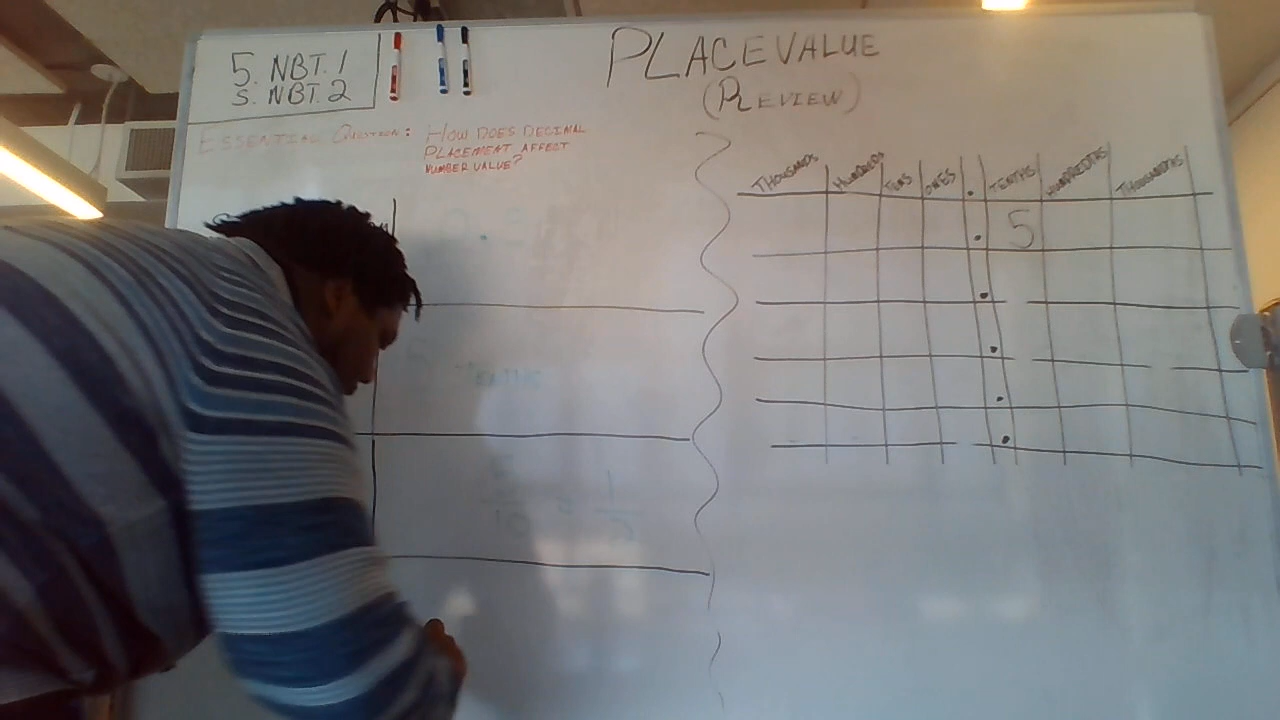 5. NBT. 1
5. NBT. 2
PLACEVALUE
(REVIEW)
ESSENTIAL QUESTION: HOW DOES DECIMAL
PLACEMENT AFFECT
NUMBER VALUE?
THOUSANDS HUNDREDS TENS ONES . TENTHS HUNDREDTHS THOUSANDTHS
. 5
.
.
.
.